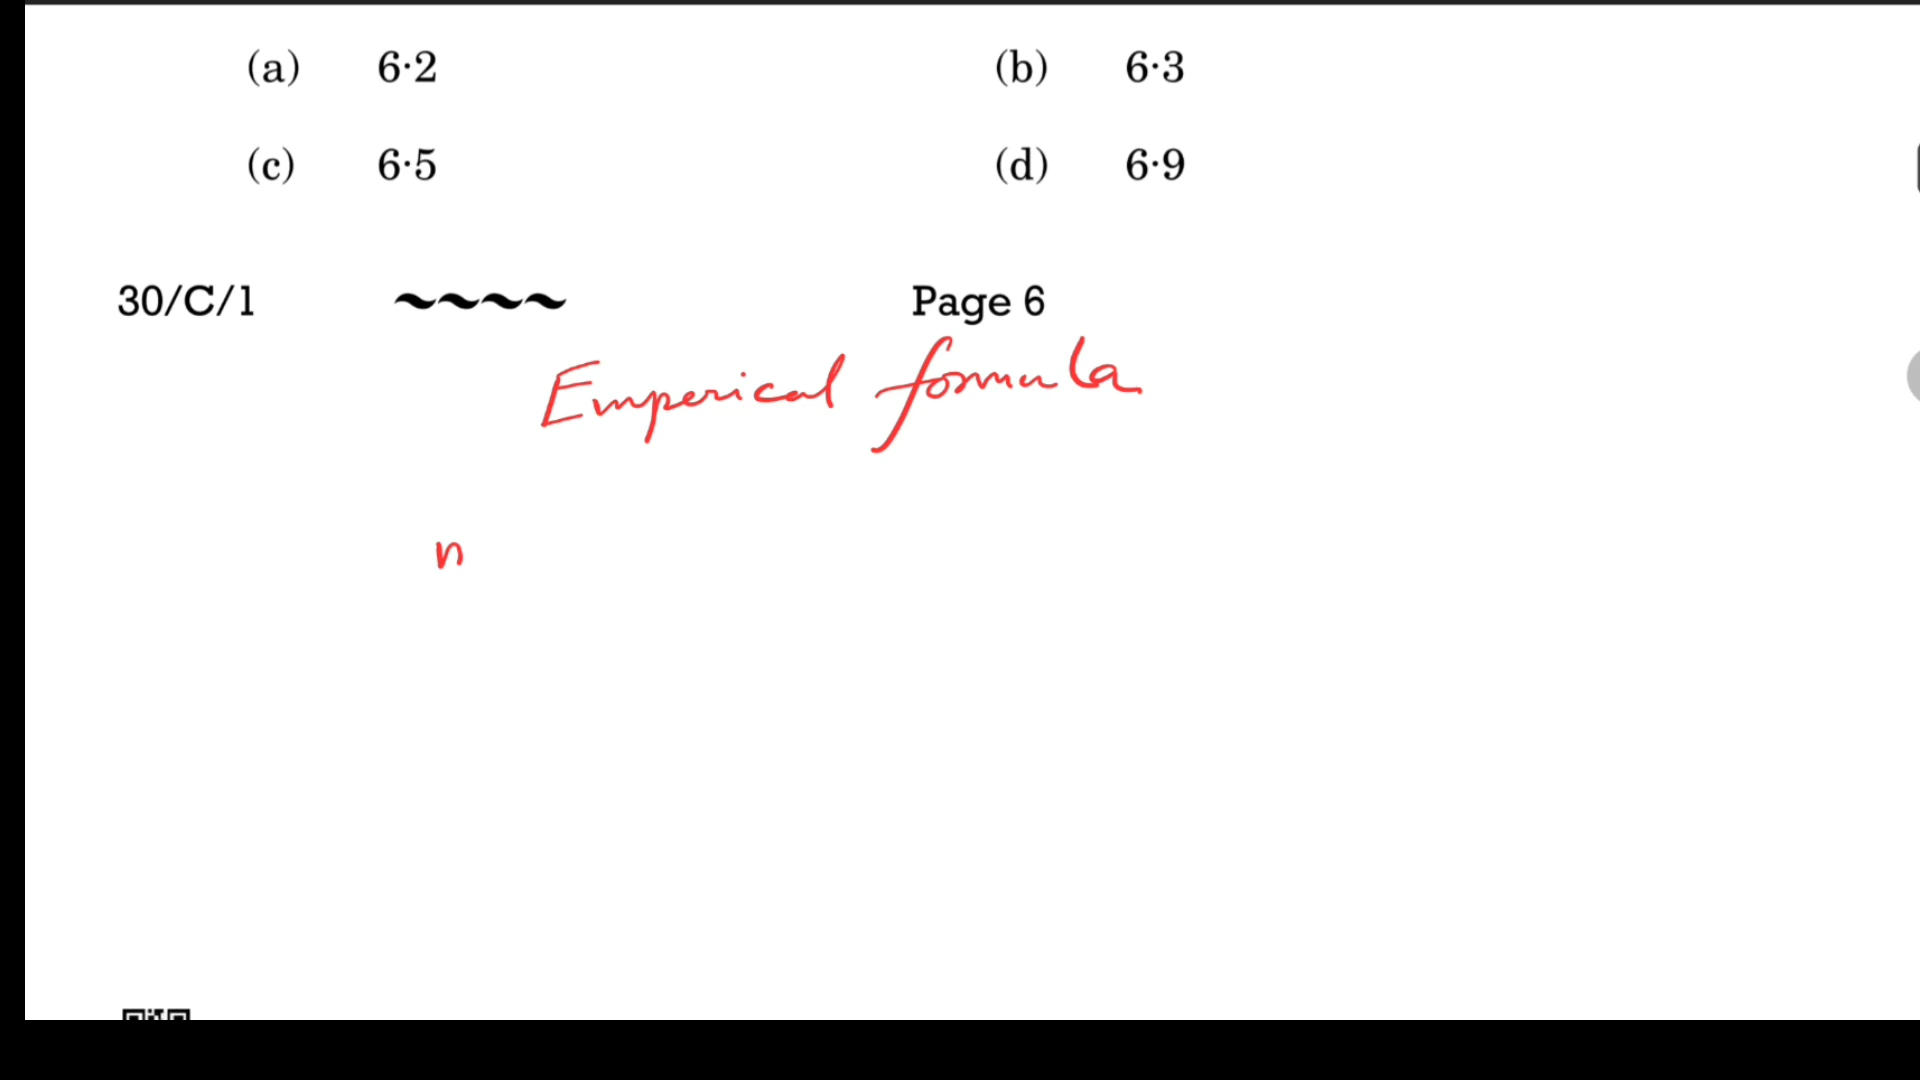 (a) 6·2 (b) 6·3
(c) 6·5 (d) 6·9
30/C/1 ~~~~ Page 6
Emperical formula
n